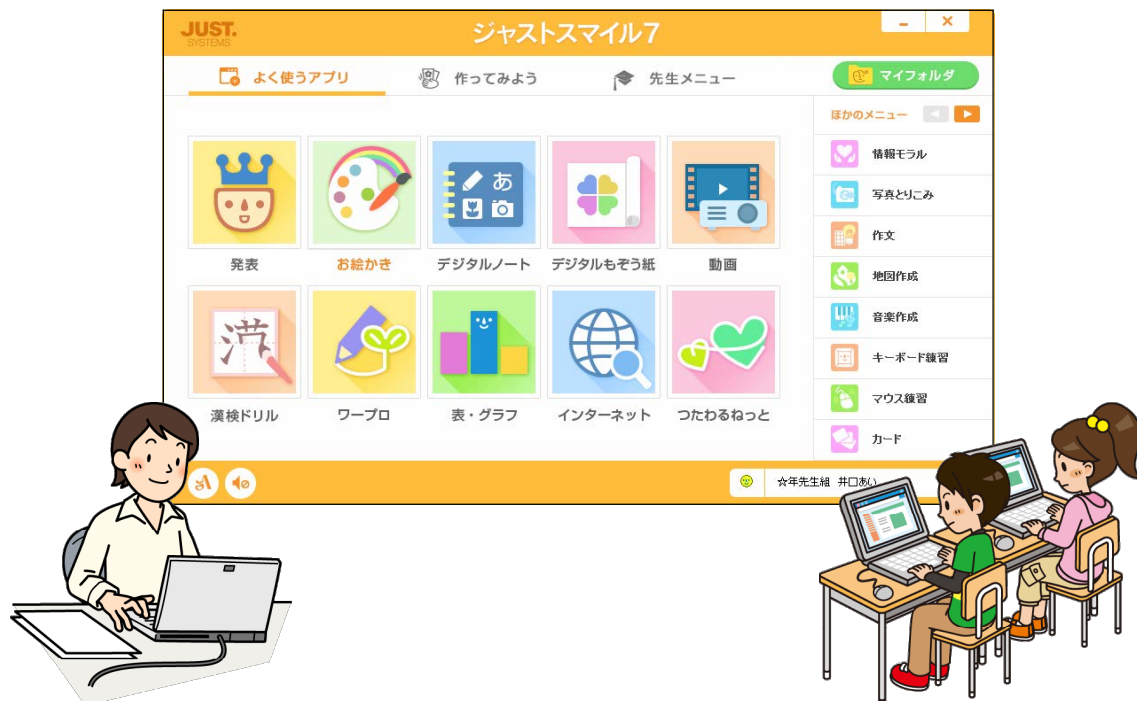 JUST.
SYSTEMS
ジャストスマイル7
よく使うアプリ
作ってみよう
先生メニュー
マイフォルダ
ほかのメニュー
発表
お絵かき
あ
デジタルノート
デジタルもぞう紙
動画
漢検ドリル
ワープロ
表・グラフ
インターネット
つたわるねっと
情報モラル
写真とりこみ
作文
地図作成
音楽作成
キーボード練習
マウス練習
カード
☆年先生組 井口あい